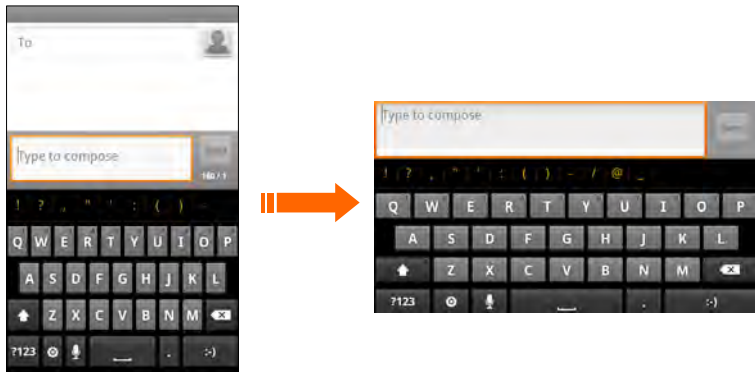 To
Type to compose
160 / 1
! ? , " ' : ( )
Q W E R T Y U I O P
A S D F G H J K L
Z X C V B N M
?123 . :-)
Type to compose
! ? , " ' : ( ) - / @ _
Q W E R T Y U I O P
A S D F G H J K L
Z X C V B N M
?123 . :-)